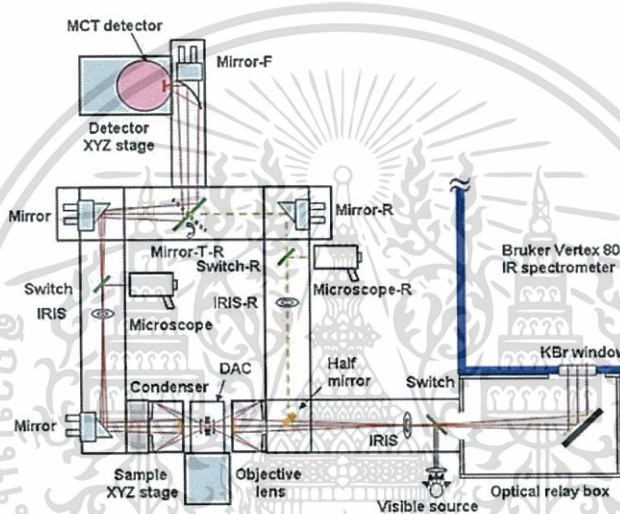 MCT detector
Mirror-F
Detector
XYZ stage
Mirror
Mirror-R
Mirror-T-R
Switch-R
Bruker Vertex 80
IR spectrometer
Switch
IRIS
Microscope
IRIS-R
Microscope-R
KBr window
Condenser
DAC
Half
mirror
Switch
Mirror
IRIS
Sample
XYZ stage
Objective
lens
Visible source
Optical relay box